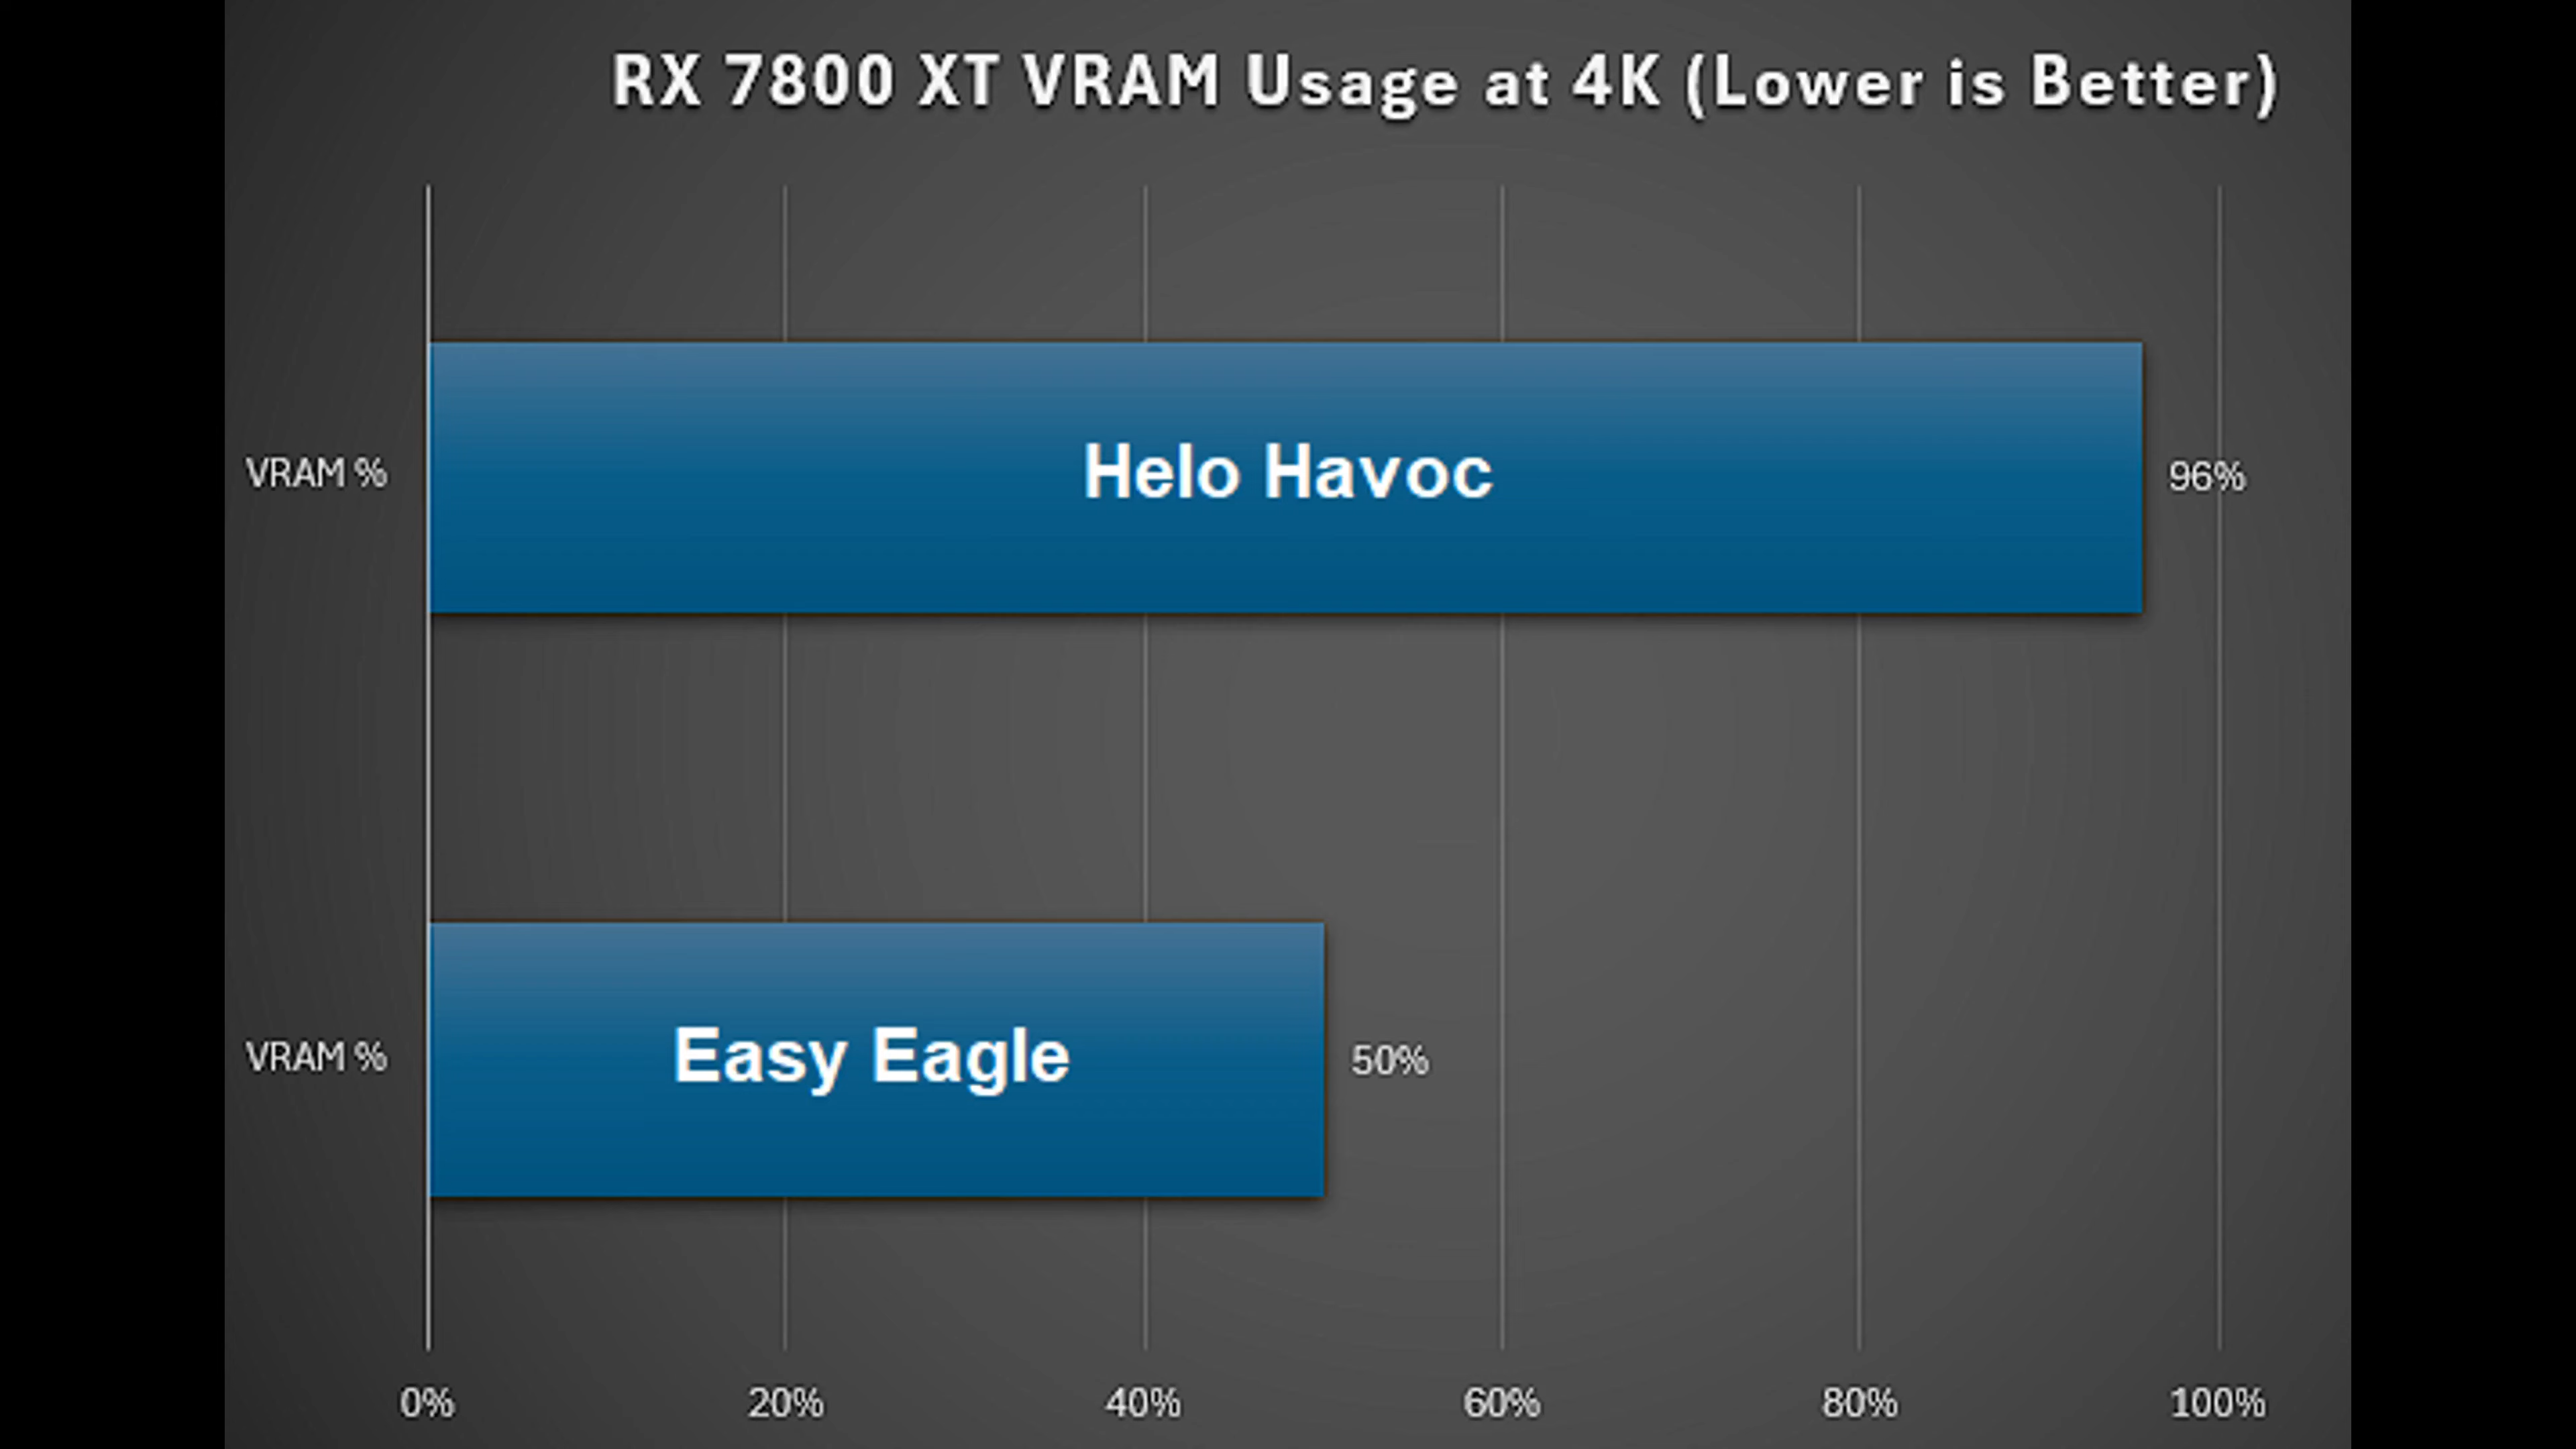 RX 7800 XT VRAM Usage at 4K (Lower is Better)
VRAM %
Helo Havoc
96%
VRAM %
Easy Eagle
50%
0%
20%
40%
60%
80%
100%